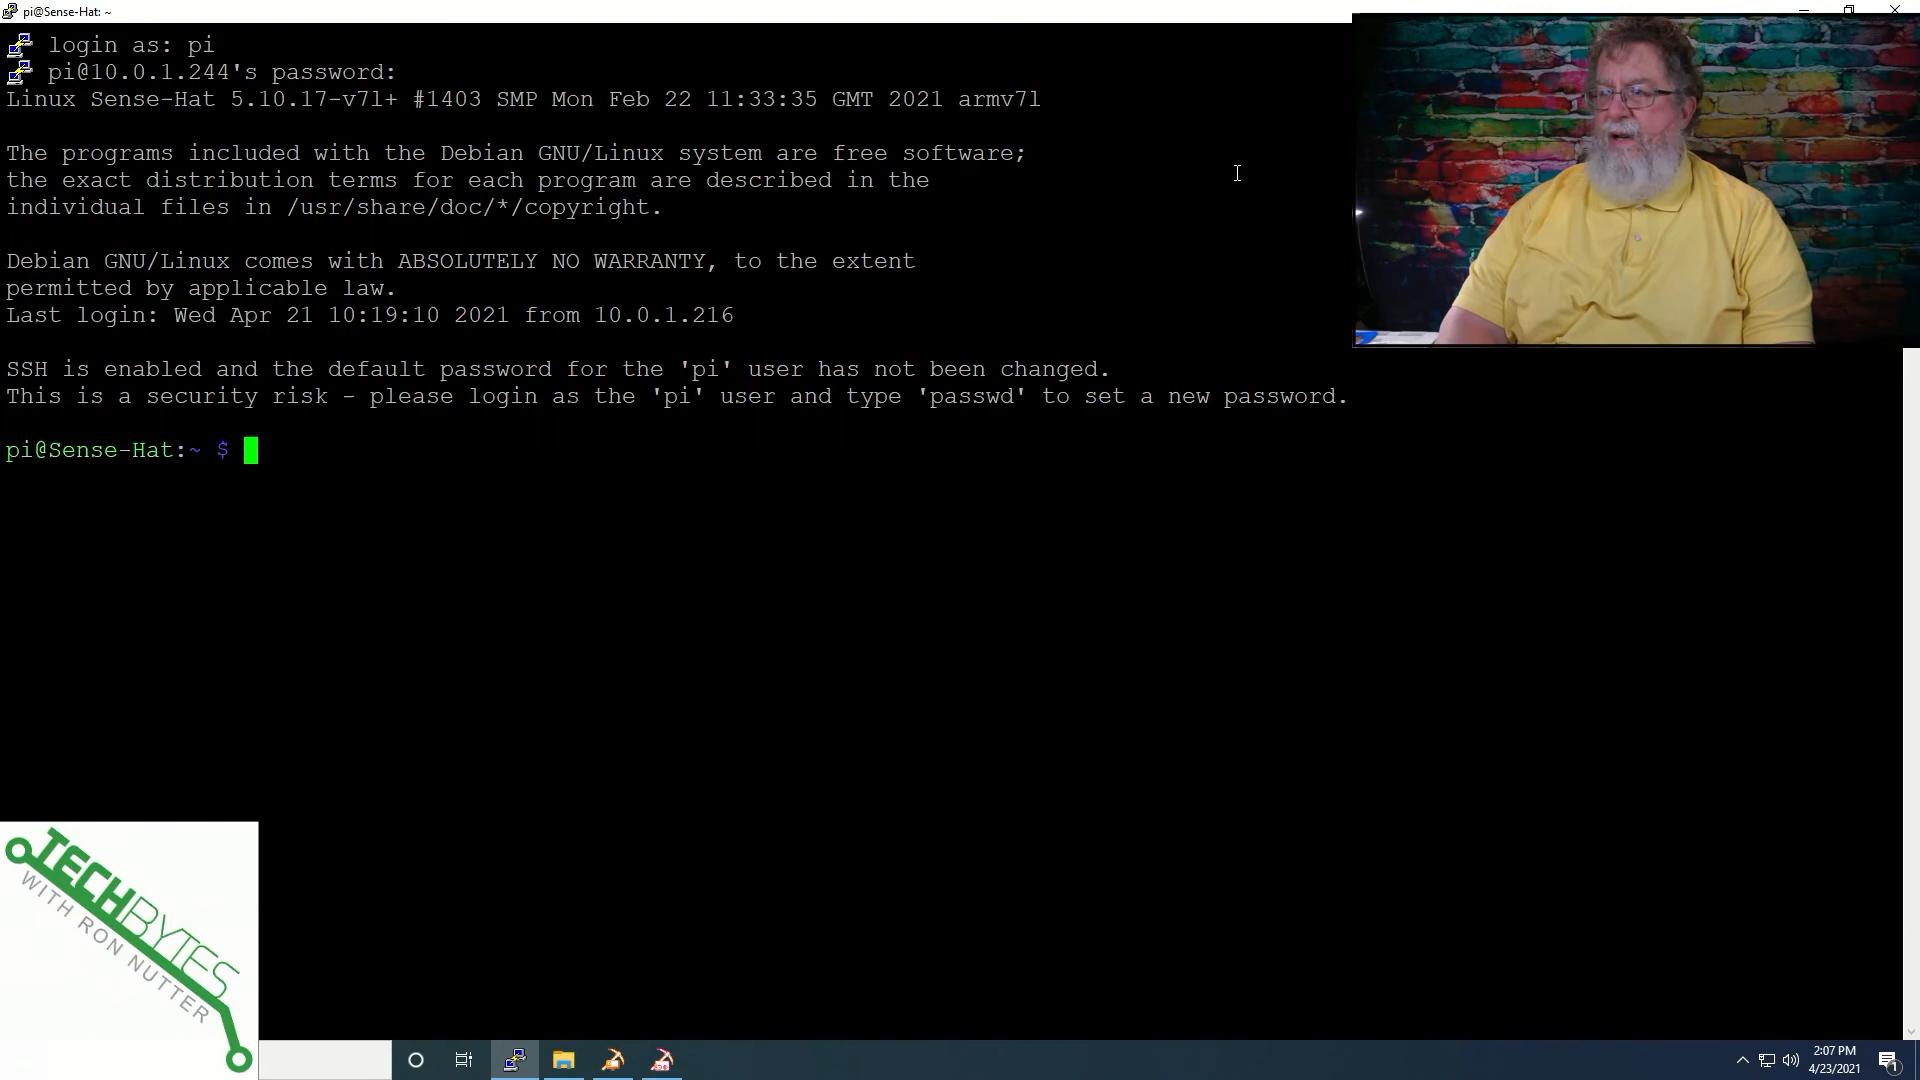 pi@Sense-Hat: ~
login as: pi
pi@10.0.1.244's password:
Linux Sense-Hat 5.10.17-v7l+ #1403 SMP Mon Feb 22 11:33:35 GMT 2021 armv7l
The programs included with the Debian GNU/Linux system are free software;
the exact distribution terms for each program are described in the
individual files in /usr/share/doc/*/copyright.
Debian GNU/Linux comes with ABSOLUTELY NO WARRANTY, to the extent
permitted by applicable law.
Last login: Wed Apr 21 10:19:10 2021 from 10.0.1.216
SSH is enabled and the default password for the 'pi' user has not been changed.
This is a security risk - please login as the 'pi' user and type 'passwd' to set a new password.
pi@Sense-Hat:~ $
TECHBYTES
WITH RON NUTTER
2:07 PM
4/23/2021
1